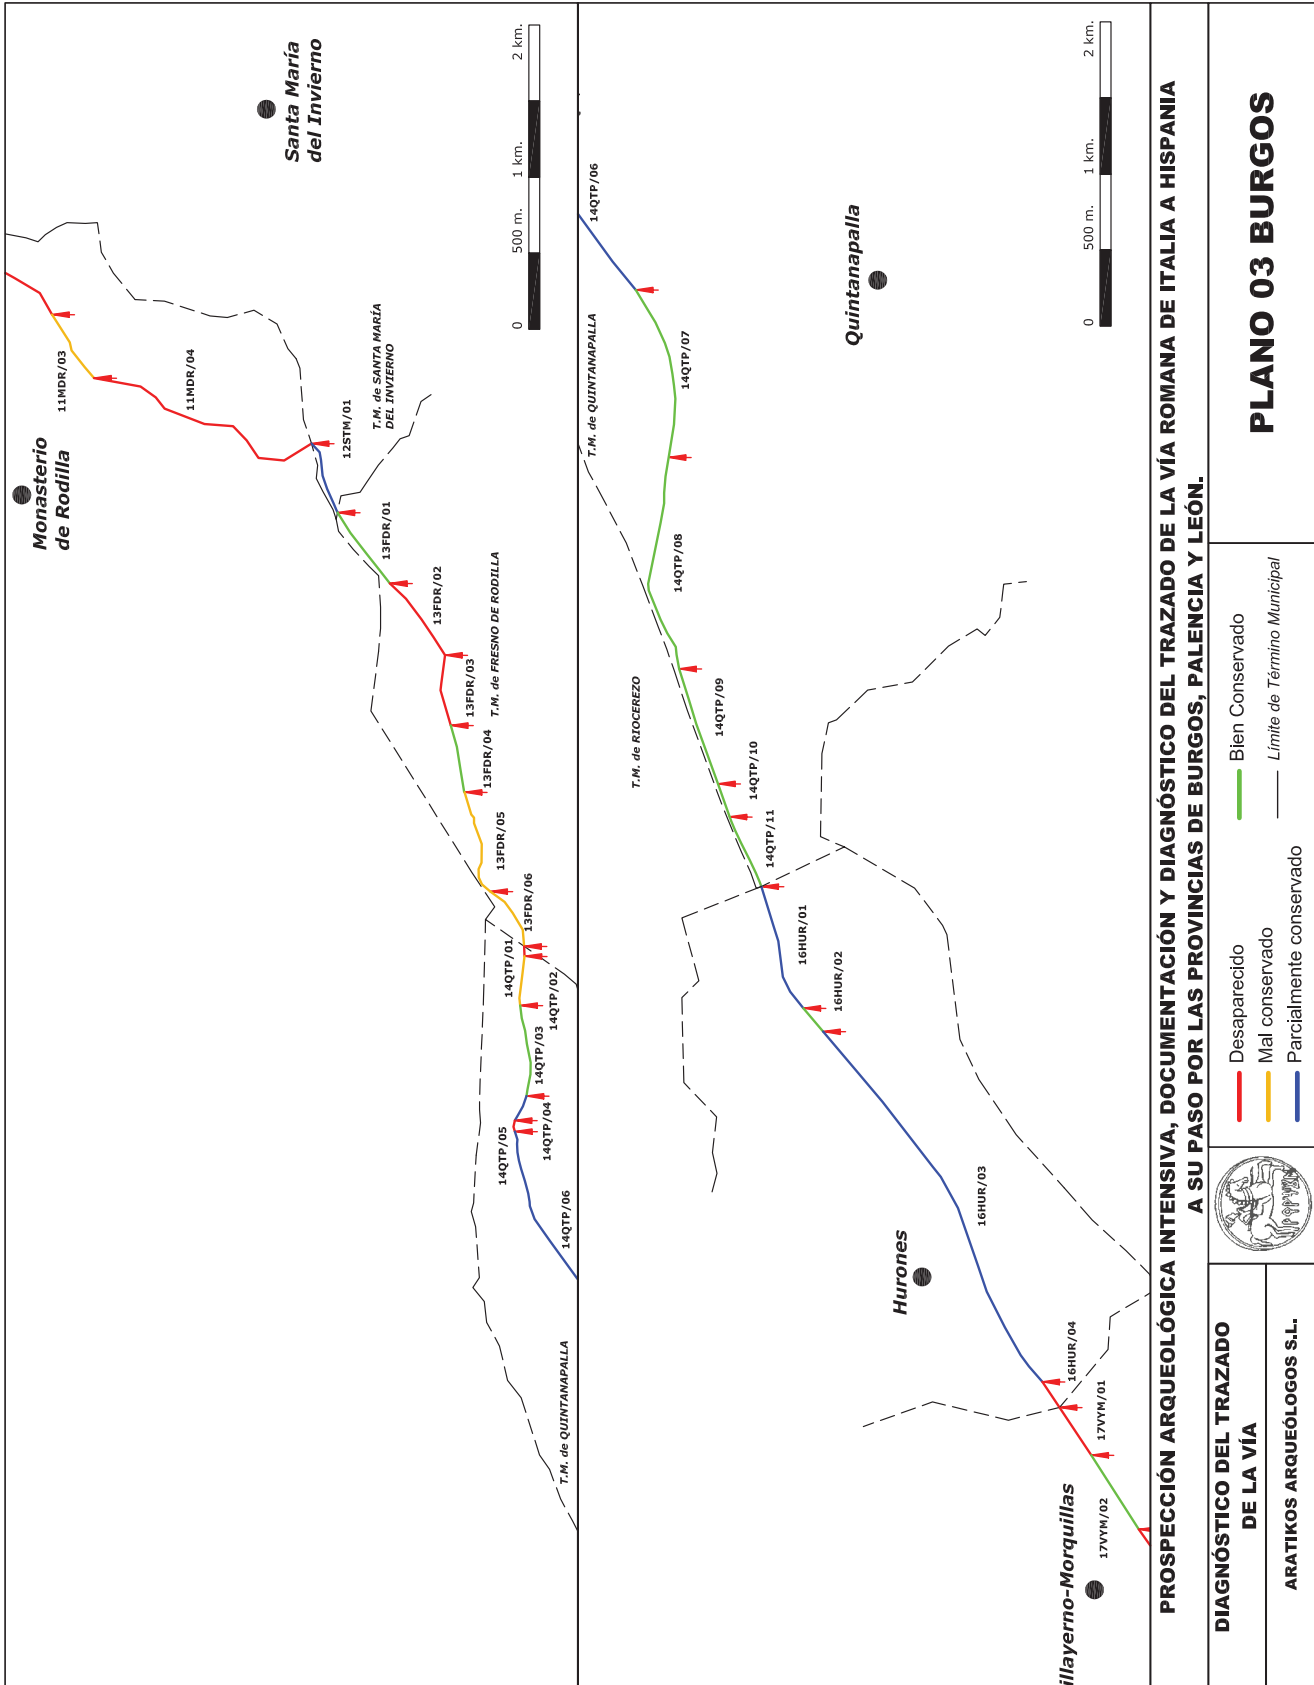 Monasterio
de Rodilla
Santa María
del Invierno
11MDR/03
11MDR/04
12STM/01
T.M. de SANTA MARÍA
DEL INVIERNO
13FDR/01
13FDR/02
13FDR/03
T.M. de FRESNO DE RODILLA
13FDR/04
13FDR/05
13FDR/06
14QTP/01
14QTP/02
14QTP/03
14QTP/04
14QTP/05
14QTP/06
T.M. de QUINTANAPALLA
0
500 m.
1 km.
2 km.
14QTP/06
T.M. de QUINTANAPALLA
14QTP/07
Quintanapalla
14QTP/08
T.M. de RIOCEREZO
14QTP/09
14QTP/10
14QTP/11
16HUR/01
16HUR/02
16HUR/03
Hurones
16HUR/04
17VYM/01
17VYM/02
illayerno-Morquillas
0
500 m.
1 km.
2 km.
PROSPECCIÓN ARQUEOLÓGICA INTENSIVA, DOCUMENTACIÓN Y DIAGNÓSTICO DEL TRAZADO DE LA VÍA ROMANA DE ITALIA A HISPANIA
A SU PASO POR LAS PROVINCIAS DE BURGOS, PALENCIA Y LEÓN.
DIAGNÓSTICO DEL TRAZADO
DE LA VÍA
ARATIKOS ARQUEÓLOGOS S.L.
Desaparecido
Mal conservado
Parcialmente conservado
Bien Conservado
Límite de Término Municipal
PLANO 03 BURGOS